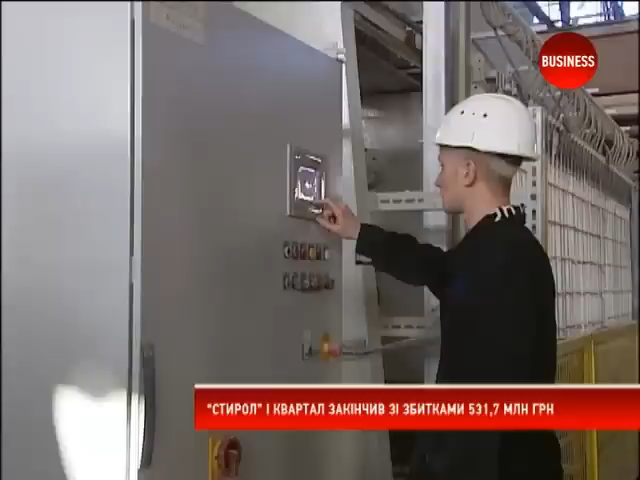 BUSINESS
"СТИРОЛ" І КВАРТАЛ ЗАКІНЧИВ ЗІ ЗБИТКАМИ 531,7 МЛН ГРН